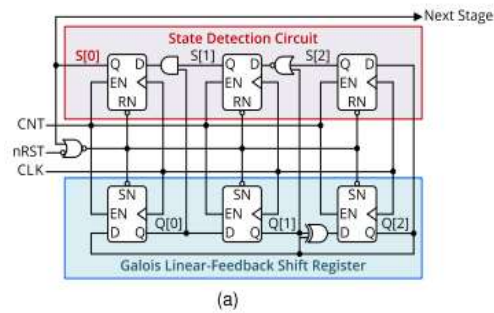 Next Stage
State Detection Circuit
S[0] S[1] S[2]
Q D Q D Q D
EN EN EN
RN RN RN
CNT
nRST
CLK
SN SN SN
EN EN EN
Q[0] Q[1] Q[2]
D Q D Q D Q
Galois Linear-Feedback Shift Register
(a)